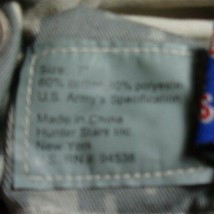 Size:
60% cotton, 40% polyester
U.S. Army's Specification
Made in China
Hunter Stars Inc.
New York
U.S. RN# 94538